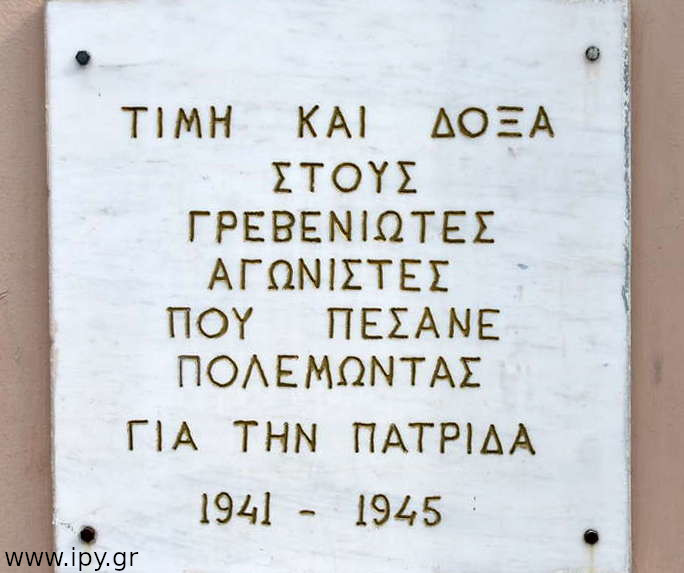 ΤΙΜΗ ΚΑΙ ΔΟΞΑ
ΣΤΟΥΣ
ΓΡΕΒΕΝΙΩΤΕΣ
ΑΓΩΝΙΣΤΕΣ
ΠΟΥ ΠΕΣΑΝΕ
ΠΟΛΕΜΩΝΤΑΣ
ΓΙΑ ΤΗΝ ΠΑΤΡΙΔΑ
1941 - 1945
www.ipy.gr